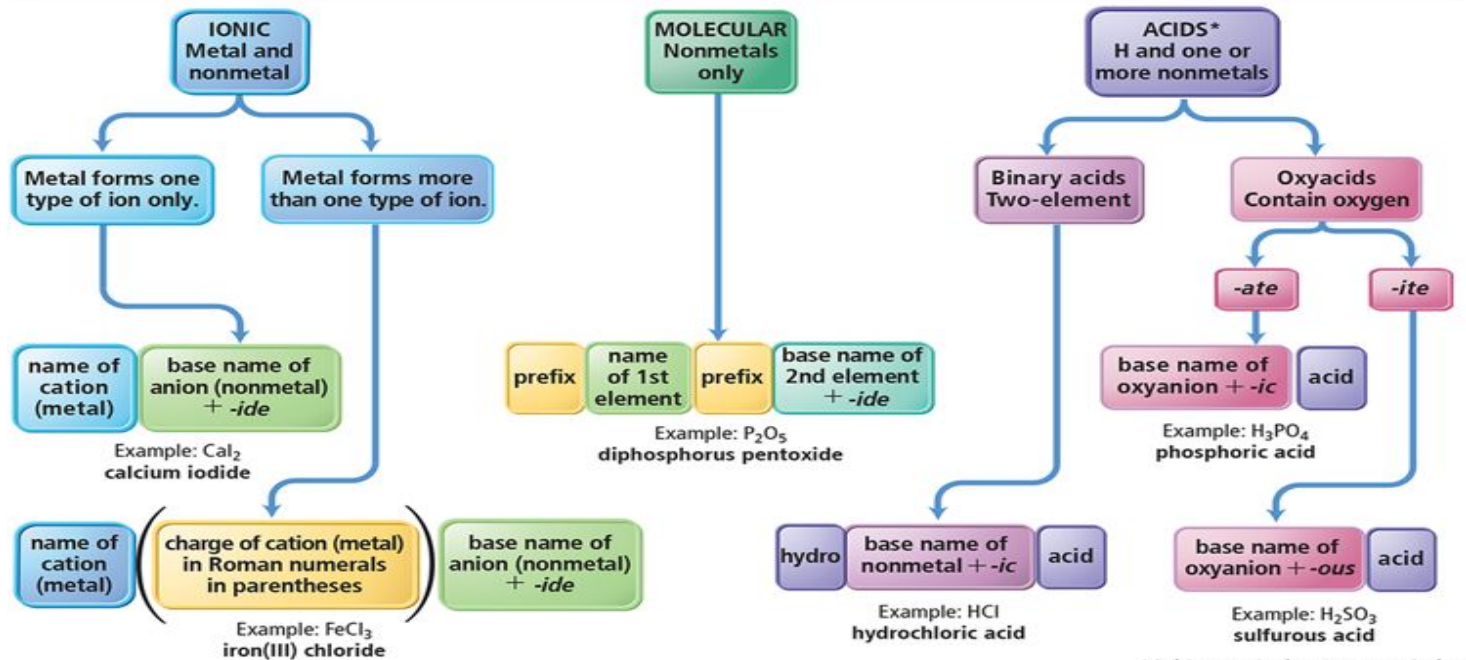 IONIC
Metal and
nonmetal
MOLECULAR
Nonmetals
only
ACIDS*
H and one or
more nonmetals
Metal forms one
type of ion only.
Metal forms more
than one type of ion.
Binary acids
Two-element
Oxyacids
Contain oxygen
-ate
-ite
name of
cation
(metal)
base name of
anion (nonmetal)
+ -ide
Example: CaI₂
calcium iodide
prefix
name
of 1st
element
prefix
base name of
2nd element
+ -ide
Example: P₂O₅
diphosphorus pentoxide
base name of
oxyanion + -ic
acid
Example: H₃PO₄
phosphoric acid
name of
cation
(metal)
(
charge of cation (metal)
in Roman numerals
in parentheses
)
base name of
anion (nonmetal)
+ -ide
Example: FeCl₃
iron(III) chloride
hydro
base name of
nonmetal + -ic
acid
Example: HCl
hydrochloric acid
base name of
oxyanion + -ous
acid
Example: H₂SO₃
sulfurous acid